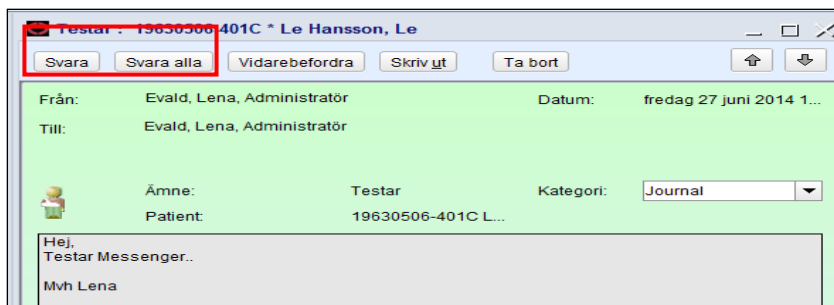 Testar : 19630506-401C * Le Hansson, Le
Svara Svara alla Vidarebefordra Skriv ut Ta bort
Från: Evald, Lena, Administratör Datum: fredag 27 juni 2014 1...
Till: Evald, Lena, Administratör
Ämne: Testar Kategori: Journal
Patient: 19630506-401C L...
Hej,
Testar Messenger..
Mvh Lena